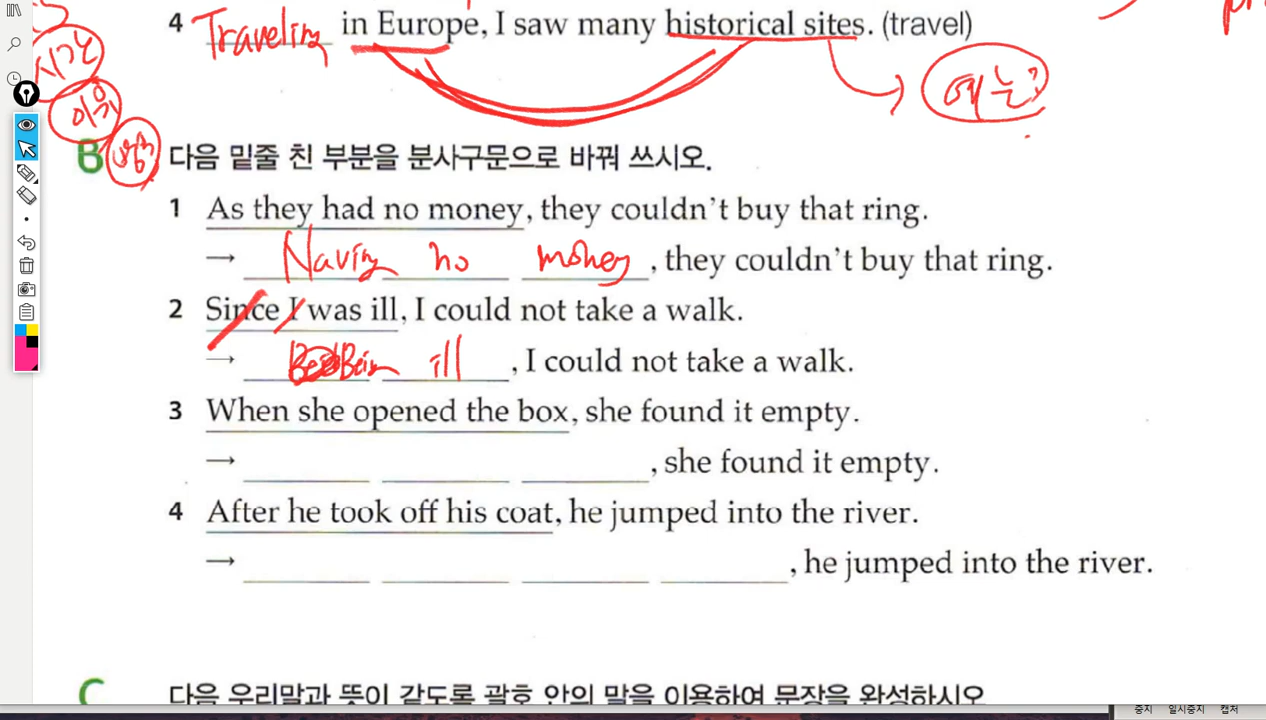 4 Traveling in Europe, I saw many historical sites. (travel)
시간
이유
B 다음 밑줄 친 부분을 분사구문으로 바꿔 쓰시오.
1 As they had no money, they couldn't buy that ring.
→ Having no money, they couldn't buy that ring.
2 Since I was ill, I could not take a walk.
→ Being ill, I could not take a walk.
3 When she opened the box, she found it empty.
→ , she found it empty.
4 After he took off his coat, he jumped into the river.
→ , he jumped into the river.
C 다음 우리말과 뜻이 같도록 괄호 안의 말을 이용하여 문장을 완성하시오
중지 일시중지 캡처